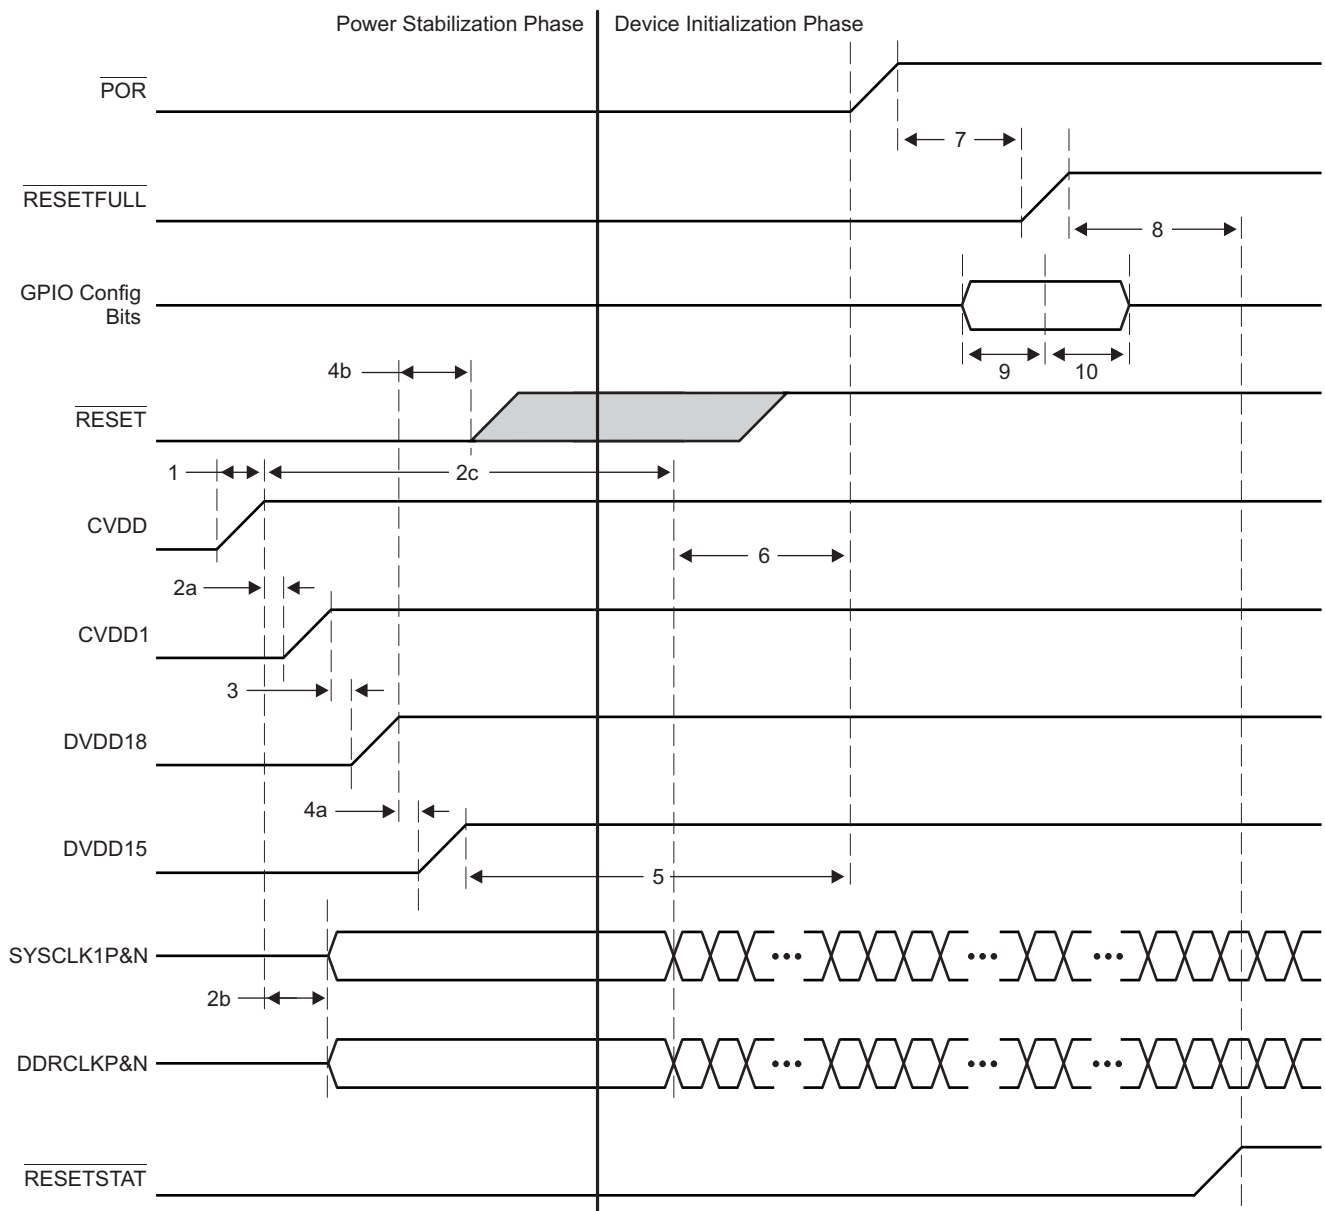 Power Stabilization Phase
Device Initialization Phase
POR
7
RESETFULL
8
GPIO Config
Bits
9
10
4b
RESET
1
2c
CVDD
6
2a
CVDD1
3
DVDD18
4a
DVDD15
5
SYSCLK1P&N
2b
DDRCLKP&N
RESETSTAT